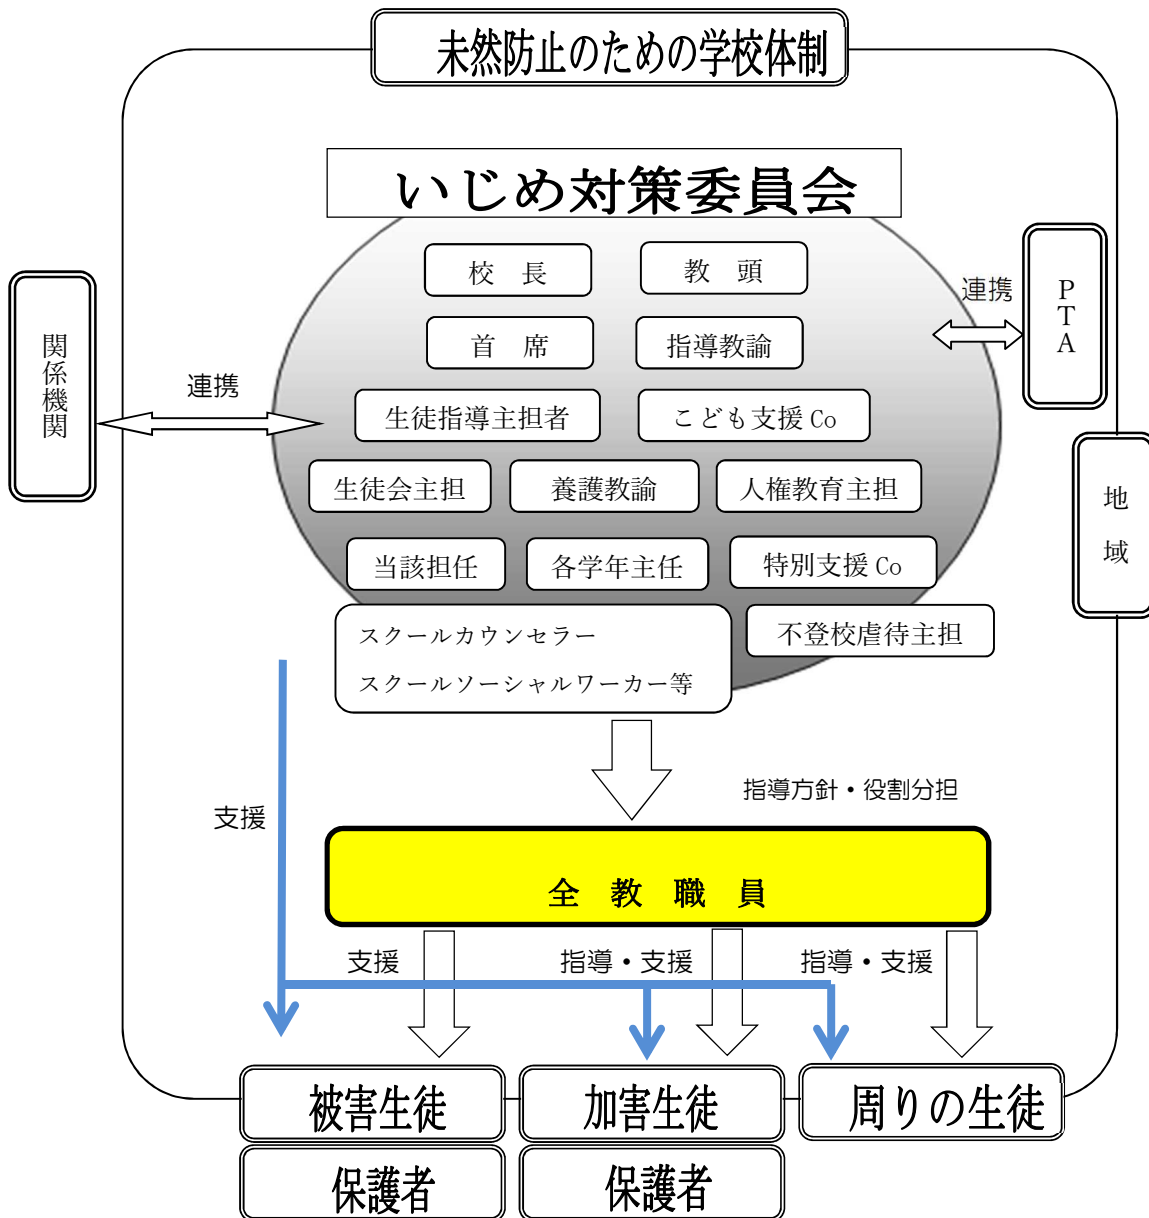 未然防止のための学校体制
いじめ対策委員会
校　長
教　頭
首　席
指導教諭
生徒指導主担者
こども支援 Co
生徒会主担
養護教諭
人権教育主担
当該担任
各学年主任
特別支援 Co
スクールカウンセラー
スクールソーシャルワーカー等
不登校虐待主担
関係機関
連携
連携
PTA
地　域
指導方針・役割分担
支援
全　教　職　員
支援
指導・支援
指導・支援
被害生徒
加害生徒
周りの生徒
保護者
保護者